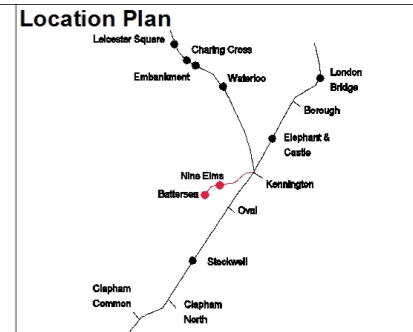 Location Plan
Leicester Square
Charing Cross
Embankment
Waterloo
London
Bridge
Borough
Elephant &
Castle
Nine Elms
Kennington
Battersea
Oval
Stockwell
Clapham
Common
Clapham
North